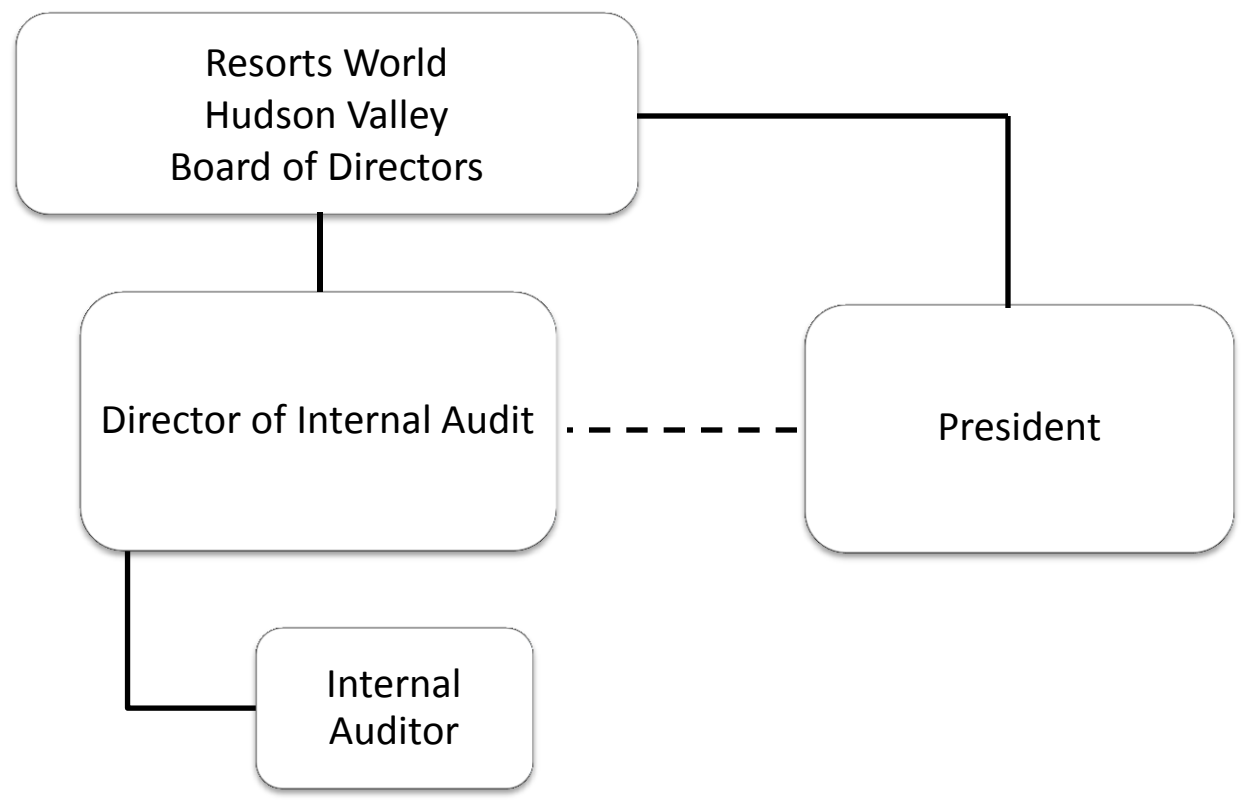 Resorts World
Hudson Valley
Board of Directors
Director of Internal Audit
President
Internal
Auditor